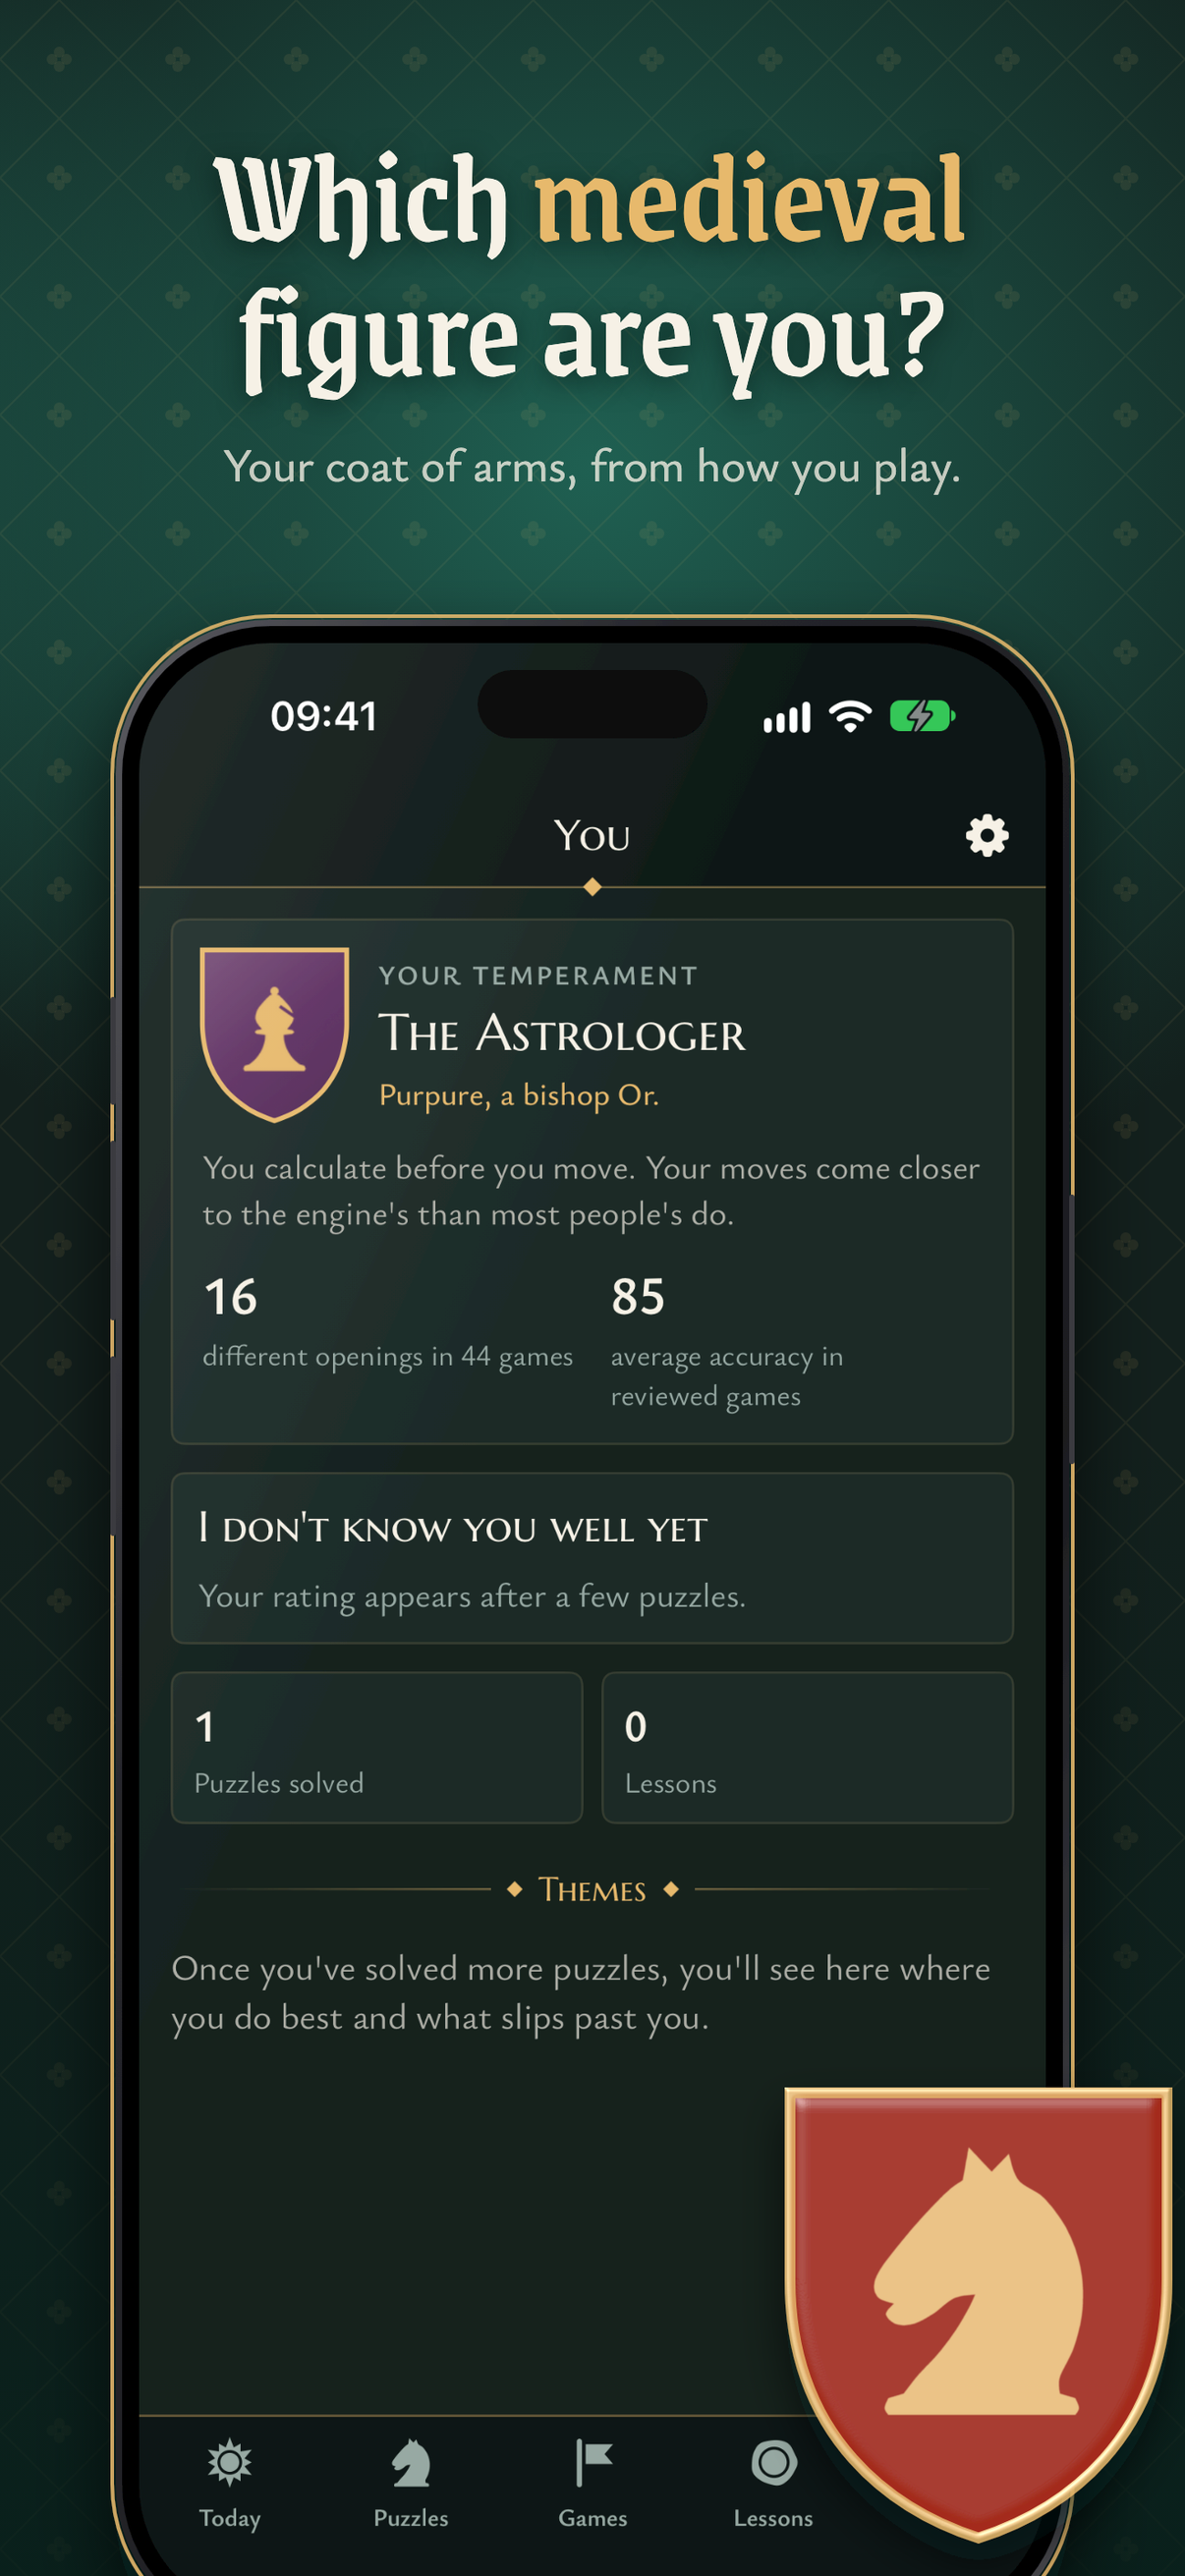 Which medieval
figure are you?
Your coat of arms, from how you play.
09:41
You
YOUR TEMPERAMENT
The Astrologer
Purpure, a bishop Or.
You calculate before you move. Your moves come closer
to the engine's than most people's do.
16
different openings in 44 games
85
average accuracy in
reviewed games
I don't know you well yet
Your rating appears after a few puzzles.
1
Puzzles solved
0
Lessons
Themes
Once you've solved more puzzles, you'll see here where
you do best and what slips past you.
Today
Puzzles
Games
Lessons